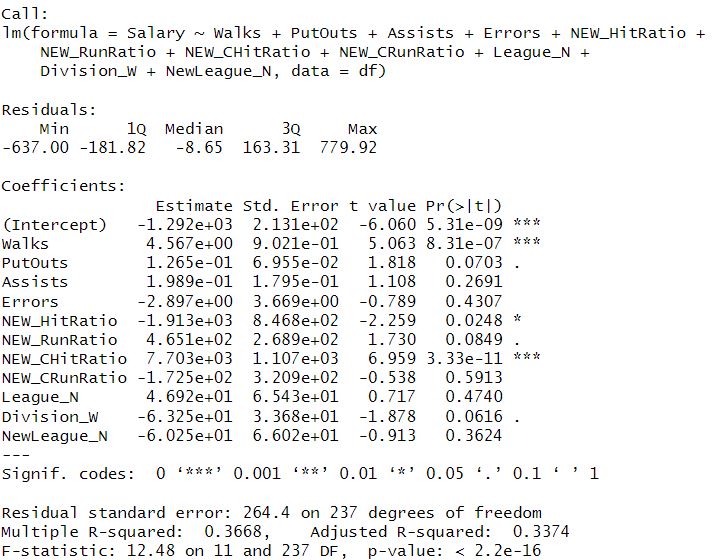 Call:
lm(formula = Salary ~ Walks + PutOuts + Assists + Errors + NEW_HitRatio +
    NEW_RunRatio + NEW_CHitRatio + NEW_CRunRatio + League_N +
    Division_W + NewLeague_N, data = df)

Residuals:
    Min      1Q  Median      3Q     Max
-637.00 -181.82   -8.65  163.31  779.92

Coefficients:
                Estimate Std. Error t value Pr(>|t|)
(Intercept)   -1.292e+03  2.131e+02  -6.060 5.31e-09 ***
Walks          4.567e+00  9.021e-01   5.063 8.31e-07 ***
PutOuts        1.265e-01  6.955e-02   1.818   0.0703 .
Assists        1.989e-01  1.795e-01   1.108   0.2691
Errors        -2.897e+00  3.669e+00  -0.789   0.4307
NEW_HitRatio  -1.913e+03  8.468e+02  -2.259   0.0248 *
NEW_RunRatio   4.651e+02  2.689e+02   1.730   0.0849 .
NEW_CHitRatio  7.703e+03  1.107e+03   6.959 3.33e-11 ***
NEW_CRunRatio -1.725e+02  3.209e+02  -0.538   0.5913
League_N       4.692e+01  6.543e+01   0.717   0.4740
Division_W    -6.325e+01  3.368e+01  -1.878   0.0616 .
NewLeague_N   -6.025e+01  6.602e+01  -0.913   0.3624
---
Signif. codes:  0 ‘***’ 0.001 ‘**’ 0.01 ‘*’ 0.05 ‘.’ 0.1 ‘ ’ 1

Residual standard error: 264.4 on 237 degrees of freedom
Multiple R-squared:  0.3668,    Adjusted R-squared:  0.3374
F-statistic: 12.48 on 11 and 237 DF,  p-value: < 2.2e-16